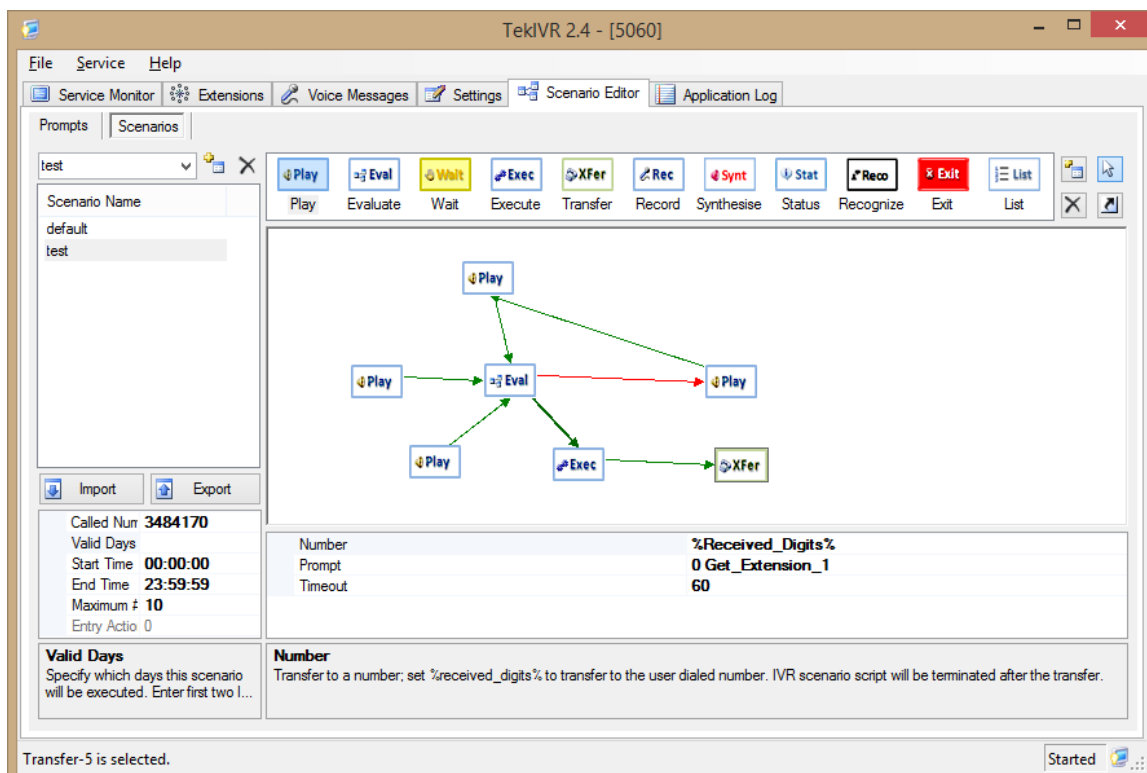 TekIVR 2.4 - [5060]
File Service Help
Service Monitor Extensions Voice Messages Settings Scenario Editor Application Log
Prompts Scenarios
test
Play Eval Wait Exec XFer Rec Synt Stat Reco Exit List
Play Evaluate Wait Execute Transfer Record Synthesise Status Recognize Exit List
Scenario Name
default
test
Play
Play Eval Play
Play Exec XFer
Import Export
Called Nur 3484170
Valid Days
Start Time 00:00:00
End Time 23:59:59
Maximum # 10
Entry Actio 0
Number %Received_Digits%
Prompt 0 Get_Extension_1
Timeout 60
Valid Days
Specify which days this scenario
will be executed. Enter first two l...
Number
Transfer to a number; set %received_digits% to transfer to the user dialed number. IVR scenario script will be terminated after the transfer.
Transfer-5 is selected.
Started